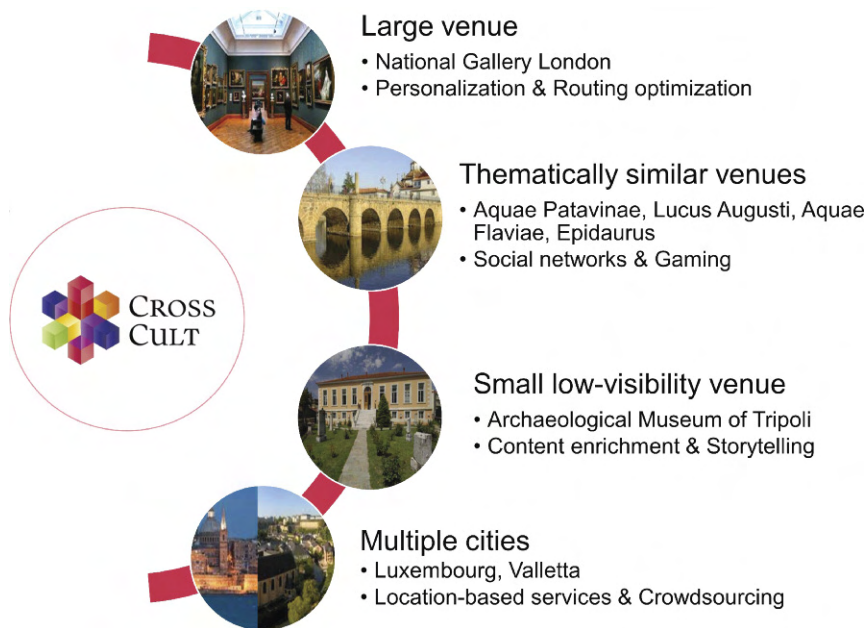 Large venue
• National Gallery London
• Personalization & Routing optimization
Thematically similar venues
• Aquae Patavinae, Lucus Augusti, Aquae
Flaviae, Epidaurus
• Social networks & Gaming
CROSS
CULT
Small low-visibility venue
• Archaeological Museum of Tripoli
• Content enrichment & Storytelling
Multiple cities
• Luxembourg, Valletta
• Location-based services & Crowdsourcing